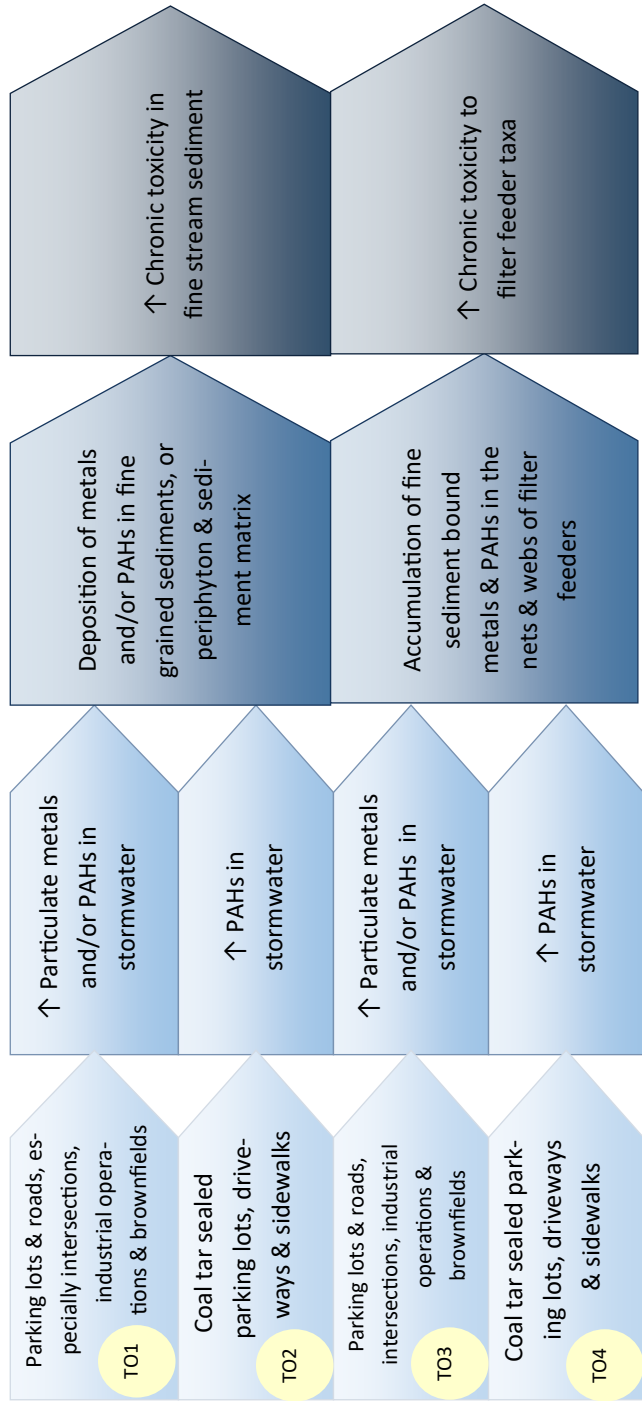 Parking lots & roads, es-
pecially intersections,
industrial opera-
tions & brownfields
TO1
↑ Particulate metals
and/or PAHs in
stormwater
Coal tar sealed
parking lots, drive-
ways & sidewalks
TO2
↑ PAHs in
stormwater
Deposition of metals
and/or PAHs in fine
grained sediments, or
periphyton & sedi-
ment matrix
↑ Chronic toxicity in
fine stream sediment
Parking lots & roads,
intersections, industrial
operations &
brownfields
TO3
↑ Particulate metals
and/or PAHs in
stormwater
Coal tar sealed park-
ing lots, driveways
& sidewalks
TO4
↑ PAHs in
stormwater
Accumulation of fine
sediment bound
metals & PAHs in the
nets & webs of filter
feeders
↑ Chronic toxicity to
filter feeder taxa